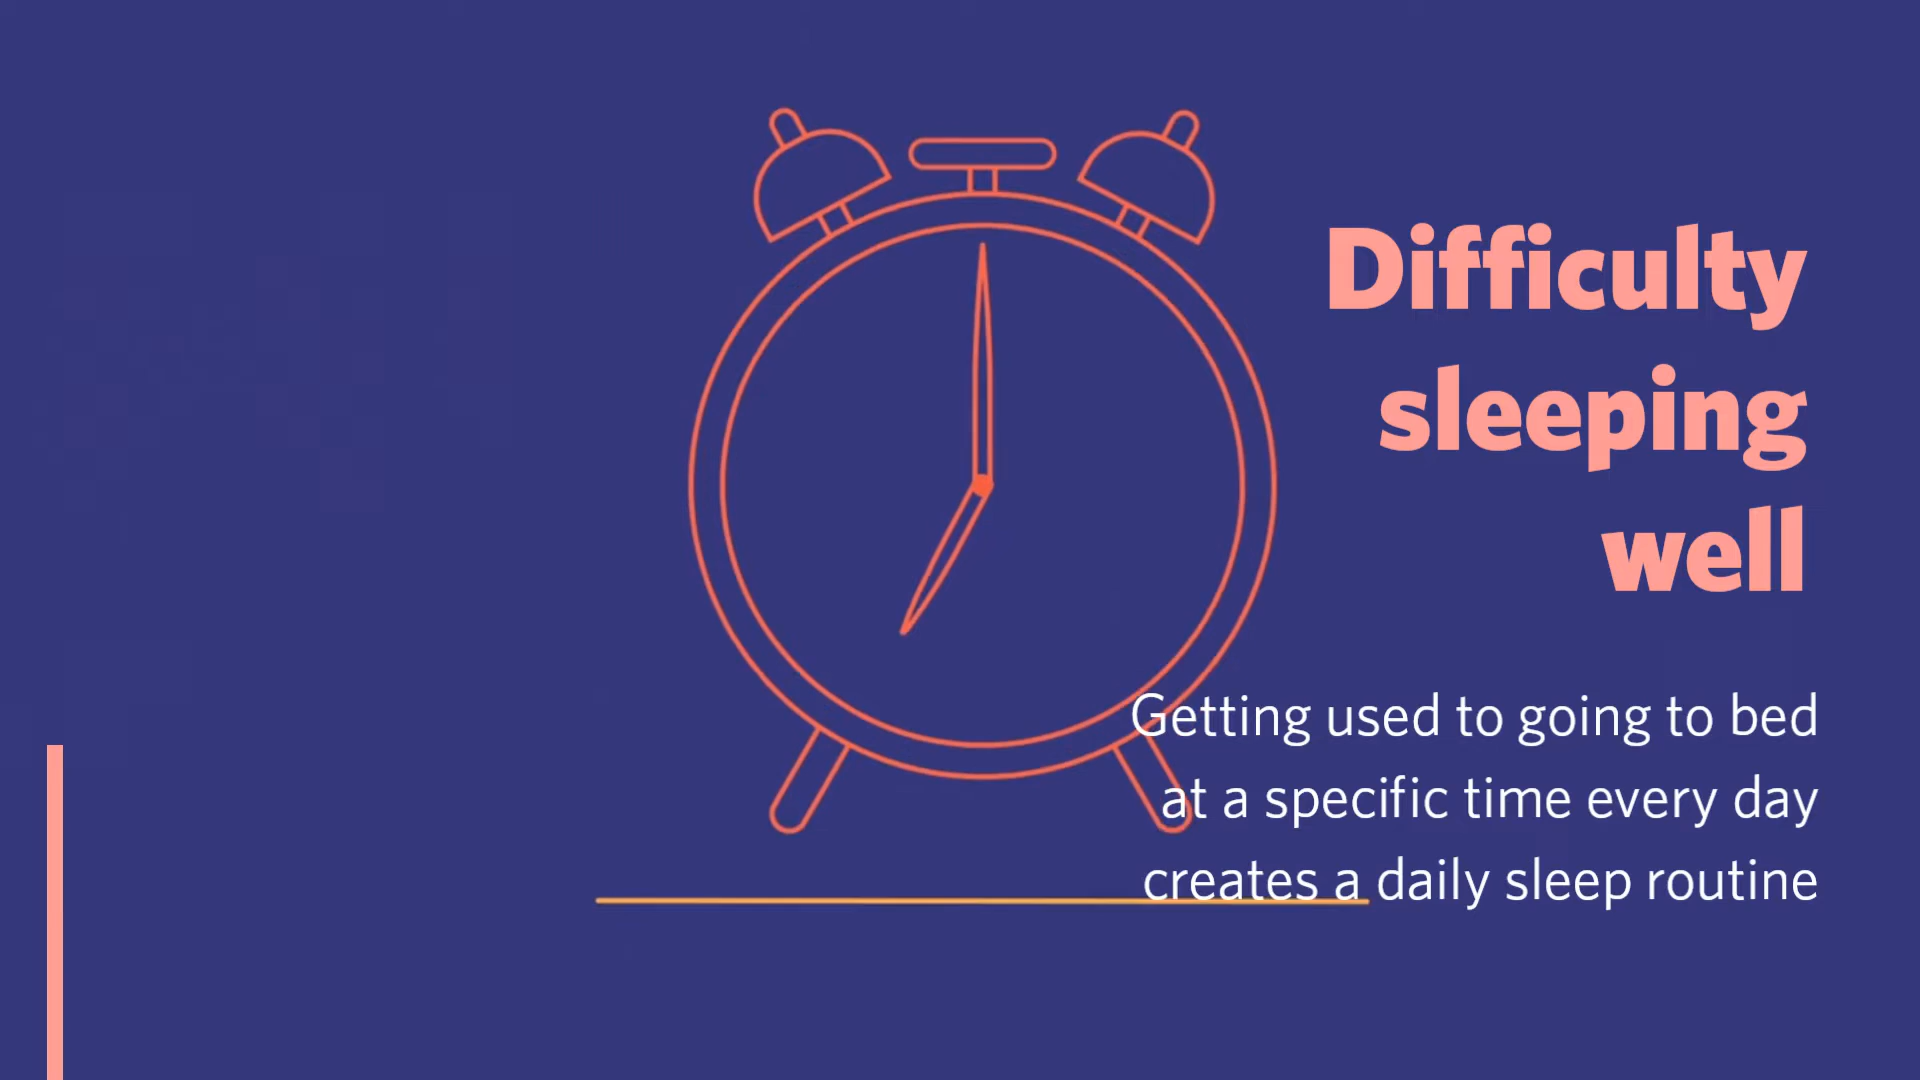 Difficulty
sleeping
well
Getting used to going to bed
at a specific time every day
creates a daily sleep routine